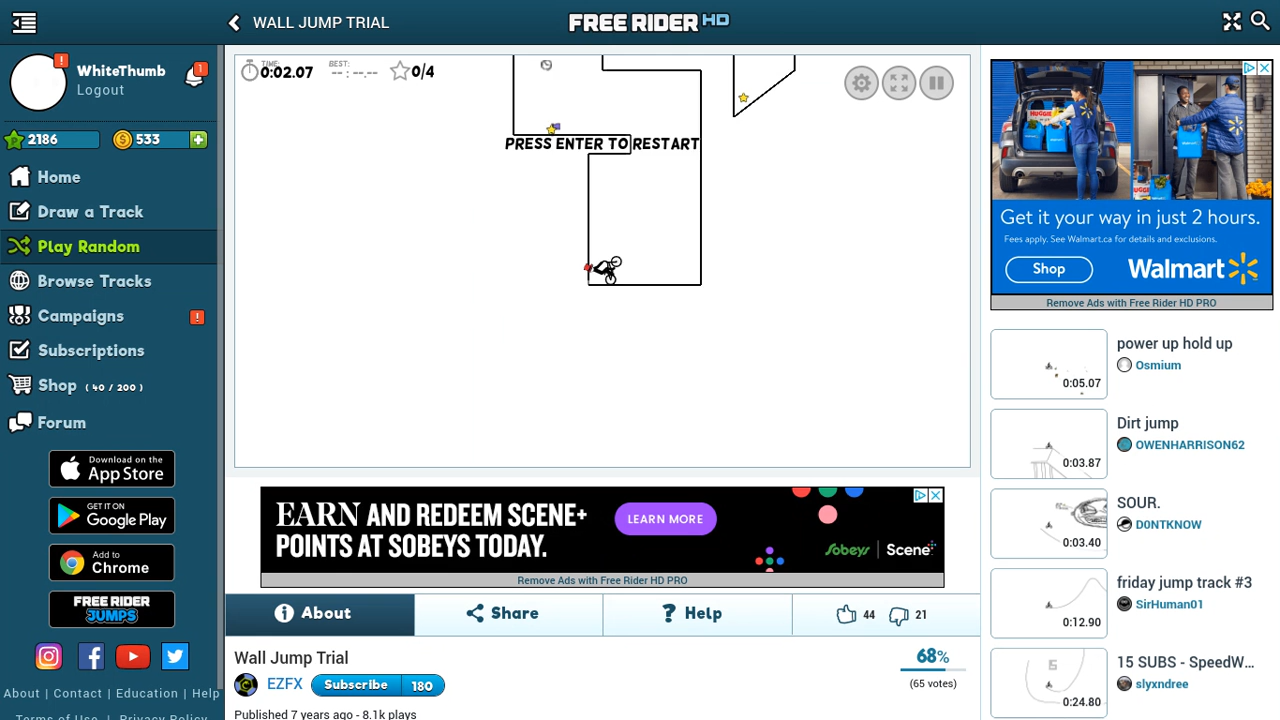 WALL JUMP TRIAL
FREE RIDER HD
WhiteThumb
Logout
!
1
2186
533
Home
Draw a Track
Play Random
Browse Tracks
Campaigns
!
Subscriptions
Shop ( 40 / 200 )
Forum
Download on the
App Store
GET IT ON
Google Play
Add to
Chrome
FREE RIDER
JUMPS
About | Contact | Education | Help
Terms of Use | Privacy Policy
TIME:
0:02.07
BEST:
-- : --.--
0/4
PRESS ENTER TO RESTART
EARN AND REDEEM SCENE+
POINTS AT SOBEYS TODAY.
LEARN MORE
Sobeys | Scene+
Remove Ads with Free Rider HD PRO
About
Share
Help
44
21
Wall Jump Trial
EZFX
Subscribe 180
Published 7 years ago - 8.1k plays
68%
(65 votes)
Get it your way in just 2 hours.
Fees apply. See Walmart.ca for details and exclusions.
Shop
Walmart
Remove Ads with Free Rider HD PRO
power up hold up
Osmium
0:05.07
Dirt jump
OWENHARRISON62
0:03.87
SOUR.
D0NTKNOW
0:03.40
friday jump track #3
SirHuman01
0:12.90
15 SUBS - SpeedW...
slyxndree
0:24.80